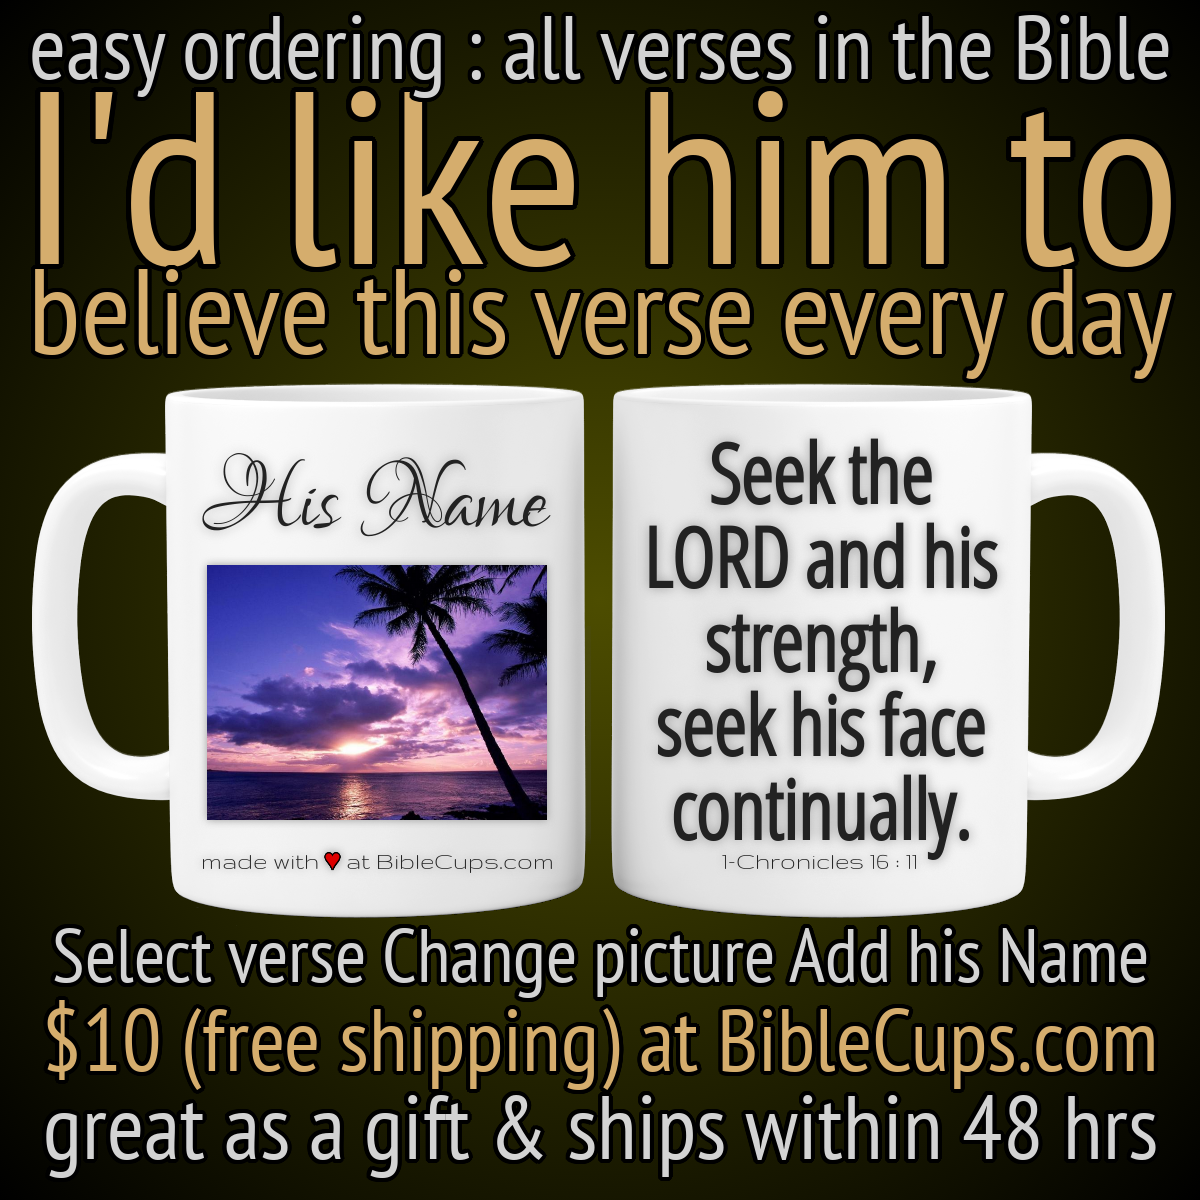 easy ordering : all verses in the Bible
I'd like him to
believe this verse every day
His Name
made with ❤ at BibleCups.com
Seek the
LORD and his
strength,
seek his face
continually.
1-Chronicles 16 : 11
Select verse Change picture Add his Name
$10 (free shipping) at BibleCups.com
great as a gift & ships within 48 hrs